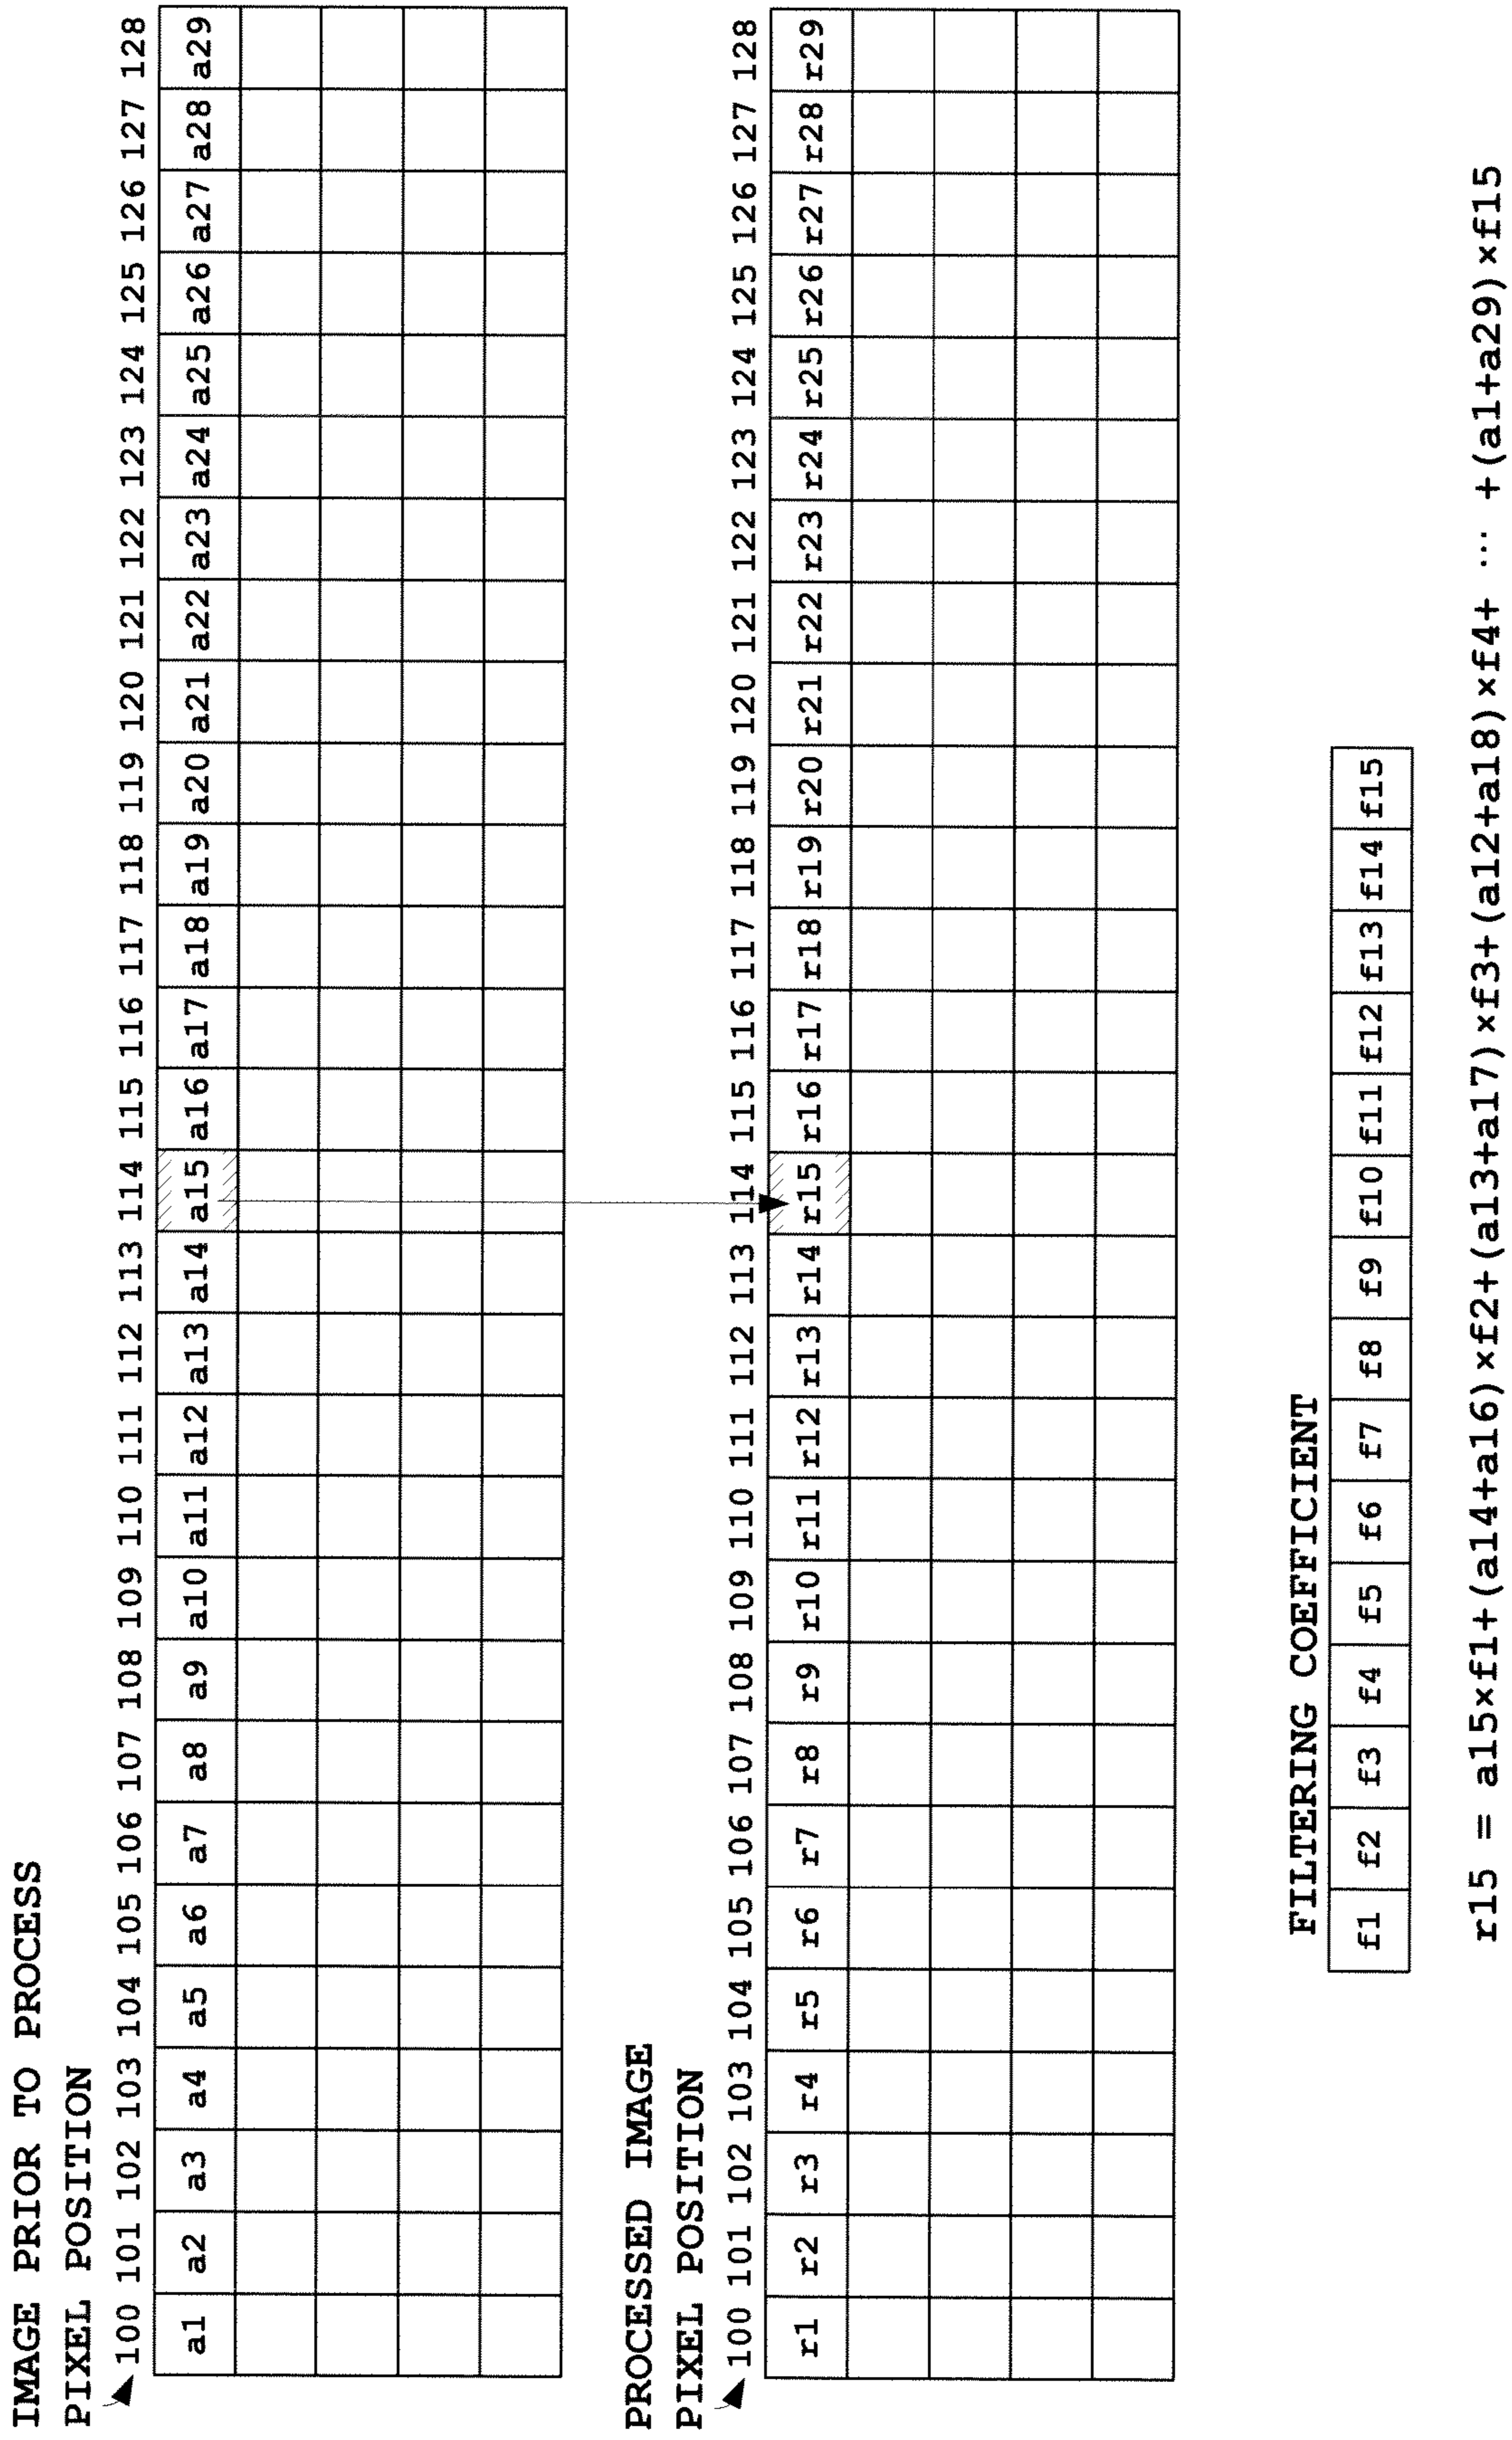 IMAGE PRIOR TO PROCESS
PIXEL POSITION
100 101 102 103 104 105 106 107 108 109 110 111 112 113 114 115 116 117 118 119 120 121 122 123 124 125 126 127 128
a1 a2 a3 a4 a5 a6 a7 a8 a9 a10 a11 a12 a13 a14 a15 a16 a17 a18 a19 a20 a21 a22 a23 a24 a25 a26 a27 a28 a29
PROCESSED IMAGE
PIXEL POSITION
100 101 102 103 104 105 106 107 108 109 110 111 112 113 114 115 116 117 118 119 120 121 122 123 124 125 126 127 128
r1 r2 r3 r4 r5 r6 r7 r8 r9 r10 r11 r12 r13 r14 r15 r16 r17 r18 r19 r20 r21 r22 r23 r24 r25 r26 r27 r28 r29
FILTERING COEFFICIENT
f1 f2 f3 f4 f5 f6 f7 f8 f9 f10 f11 f12 f13 f14 f15
r15 = a15×f1+(a14+a16)×f2+(a13+a17)×f3+(a12+a18)×f4+ ··· +(a1+a29)×f15